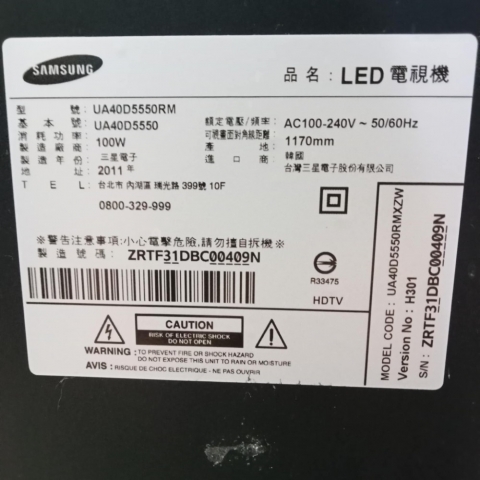 SAMSUNG
品名：LED 電視機
型號：UA40D5550RM
基本號：UA40D5550
消耗功率：100W
製造廠商：三星電子
製造年份：2011年
地址：台北市內湖區瑞光路399號10F
TEL：0800-329-999
額定電壓/頻率：AC100-240V ~ 50/60Hz
可視畫面對角線距離：1170mm
產地：韓國
進口商：台灣三星電子股份有限公司
※警告注意事項:小心電擊危險,請勿擅自拆機※
製造號碼：ZRTF31DBC00409N
R33475
HDTV
CAUTION
RISK OF ELECTRIC SHOCK
DO NOT OPEN
WARNING : TO PREVENT FIRE OR SHOCK HAZARD
DO NOT EXPOSE THIS UNIT TO RAIN OR MOISTURE
AVIS : RISQUE DE CHOC ELECTRIQUE - NE PAS OUVRIR
MODEL CODE : UA40D5550RMXZW
Version No : H301
S/N : ZRTF31DBC00409N